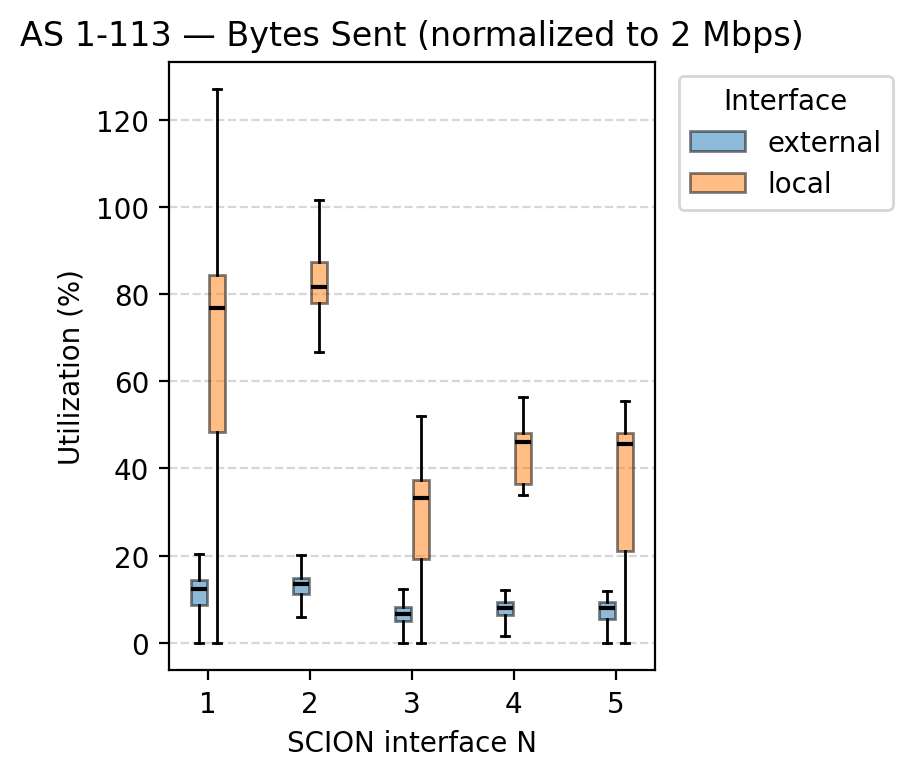 AS 1-113 — Bytes Sent (normalized to 2 Mbps)
Interface
external
local
Utilization (%)
120
100
80
60
40
20
0
1 2 3 4 5
SCION interface N